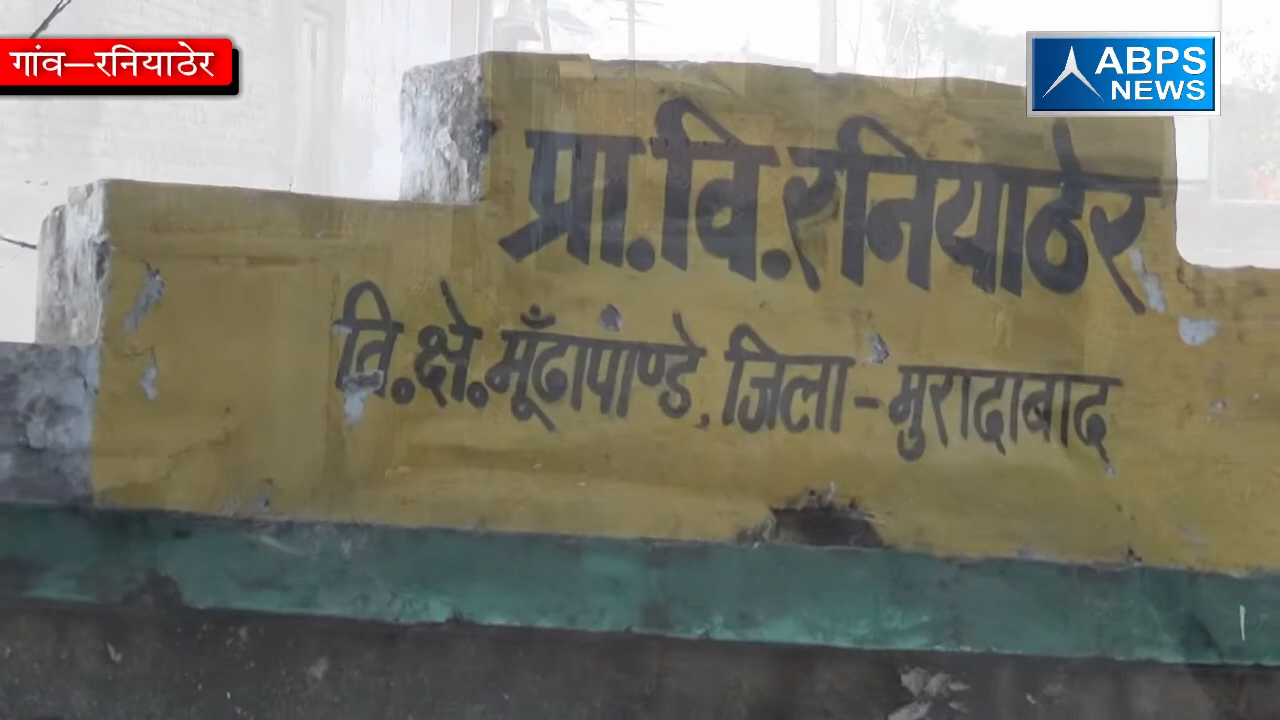 गांव–रनियाठेर
ABPS
NEWS
प्रा.वि.रनियाठेर
वि.क्षे.मूँढापाण्डे, जिला-मुरादाबाद